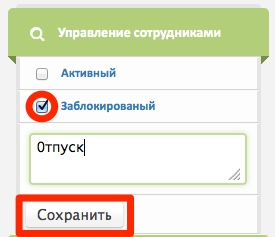 Управление сотрудниками
Активный
Заблокированый
Отпуск
Сохранить